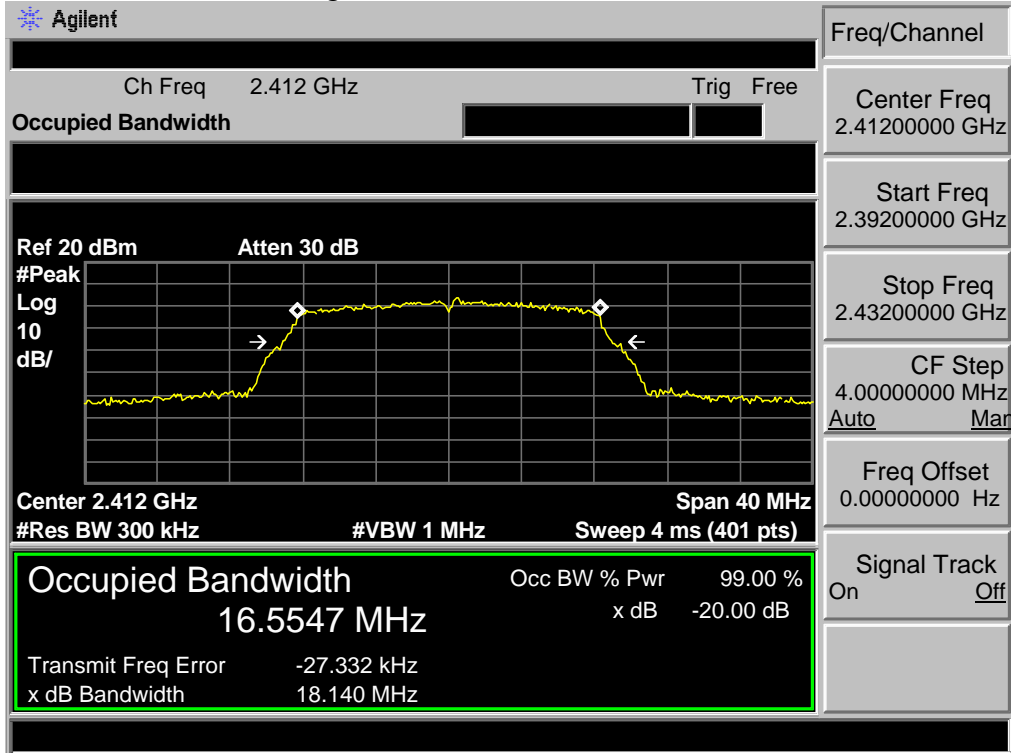 Agilent
Freq/Channel
Ch Freq 2.412 GHz Trig Free
Occupied Bandwidth
Center Freq
2.41200000 GHz
Start Freq
2.39200000 GHz
Stop Freq
2.43200000 GHz
CF Step
4.00000000 MHz
Auto Man
Freq Offset
0.00000000 Hz
Signal Track
On Off
Ref 20 dBm Atten 30 dB
#Peak
Log
10
dB/
Center 2.412 GHz Span 40 MHz
#Res BW 300 kHz #VBW 1 MHz Sweep 4 ms (401 pts)
Occupied Bandwidth Occ BW % Pwr 99.00 %
16.5547 MHz x dB -20.00 dB
Transmit Freq Error -27.332 kHz
x dB Bandwidth 18.140 MHz